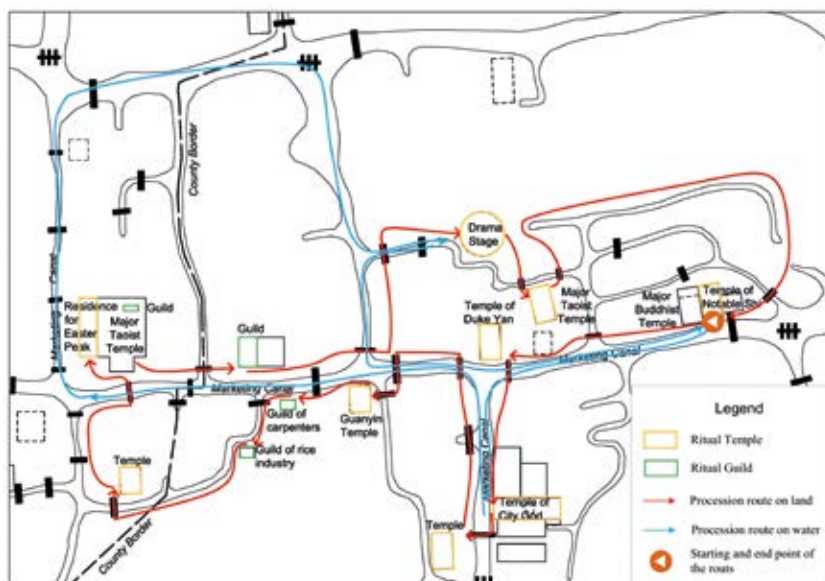 County Border
Marketing Canal
Residence
for
Easter
Peak
Guild
Major
Taoist
Temple
Guild
Drama
Stage
Temple of
Duke Yan
Major
Taoist
Temple
Major
Buddhist
Temple
Temple of
Marketing Canal
Marketing Canal
Guild of
carpenters
Guanyin
Temple
Guild of rice
industry
Temple
County Border
Marketing Canal
Temple of
City God
Temple
Legend
Ritual Temple
Ritual Guild
Procession route on land
Procession route on water
Starting and end point of
the routs